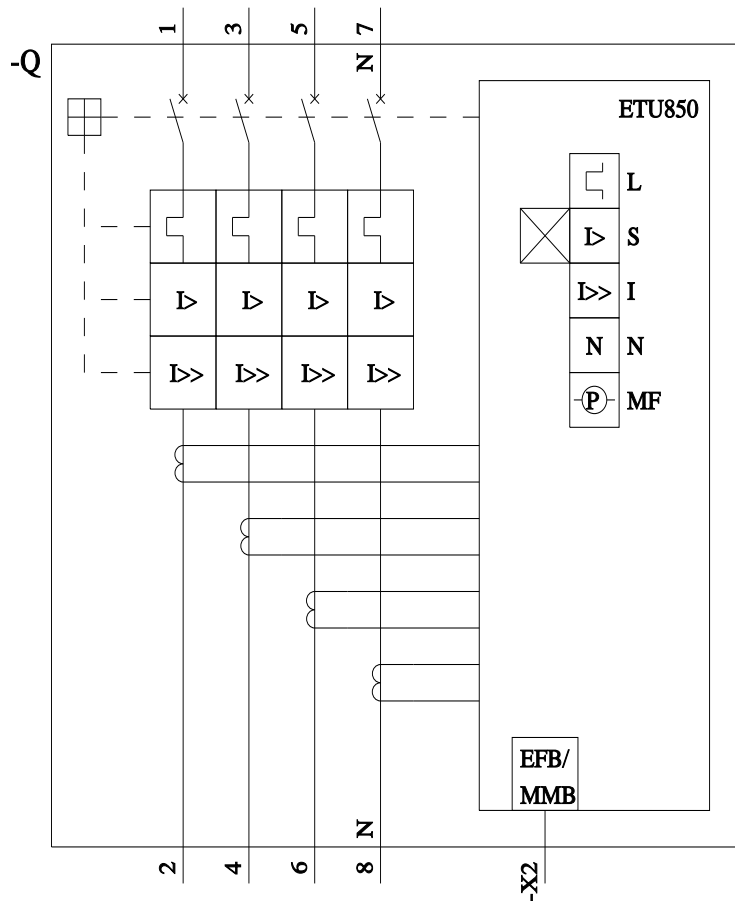 1 3 5 7
-Q
N
ETU850
L
I> I> I> I>
I> S
I>> I
N N
I>> I>> I>> I>>
P MF
EFB/
MMB
N
2 4 6 8
-X2